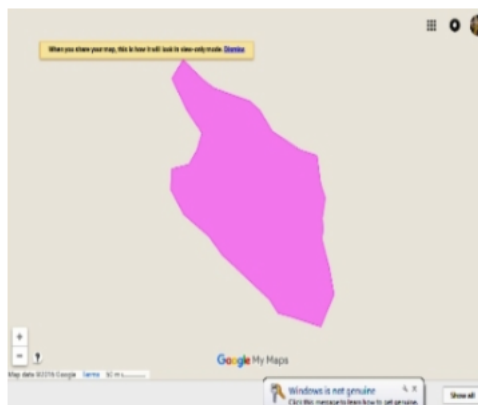 When you share your map, this is how it will look in view-only mode. Dismiss
Google My Maps
Map data ©2016 Google Terms 50 m
Windows is not genuine
Click this message to learn how to get genuine.
Show all